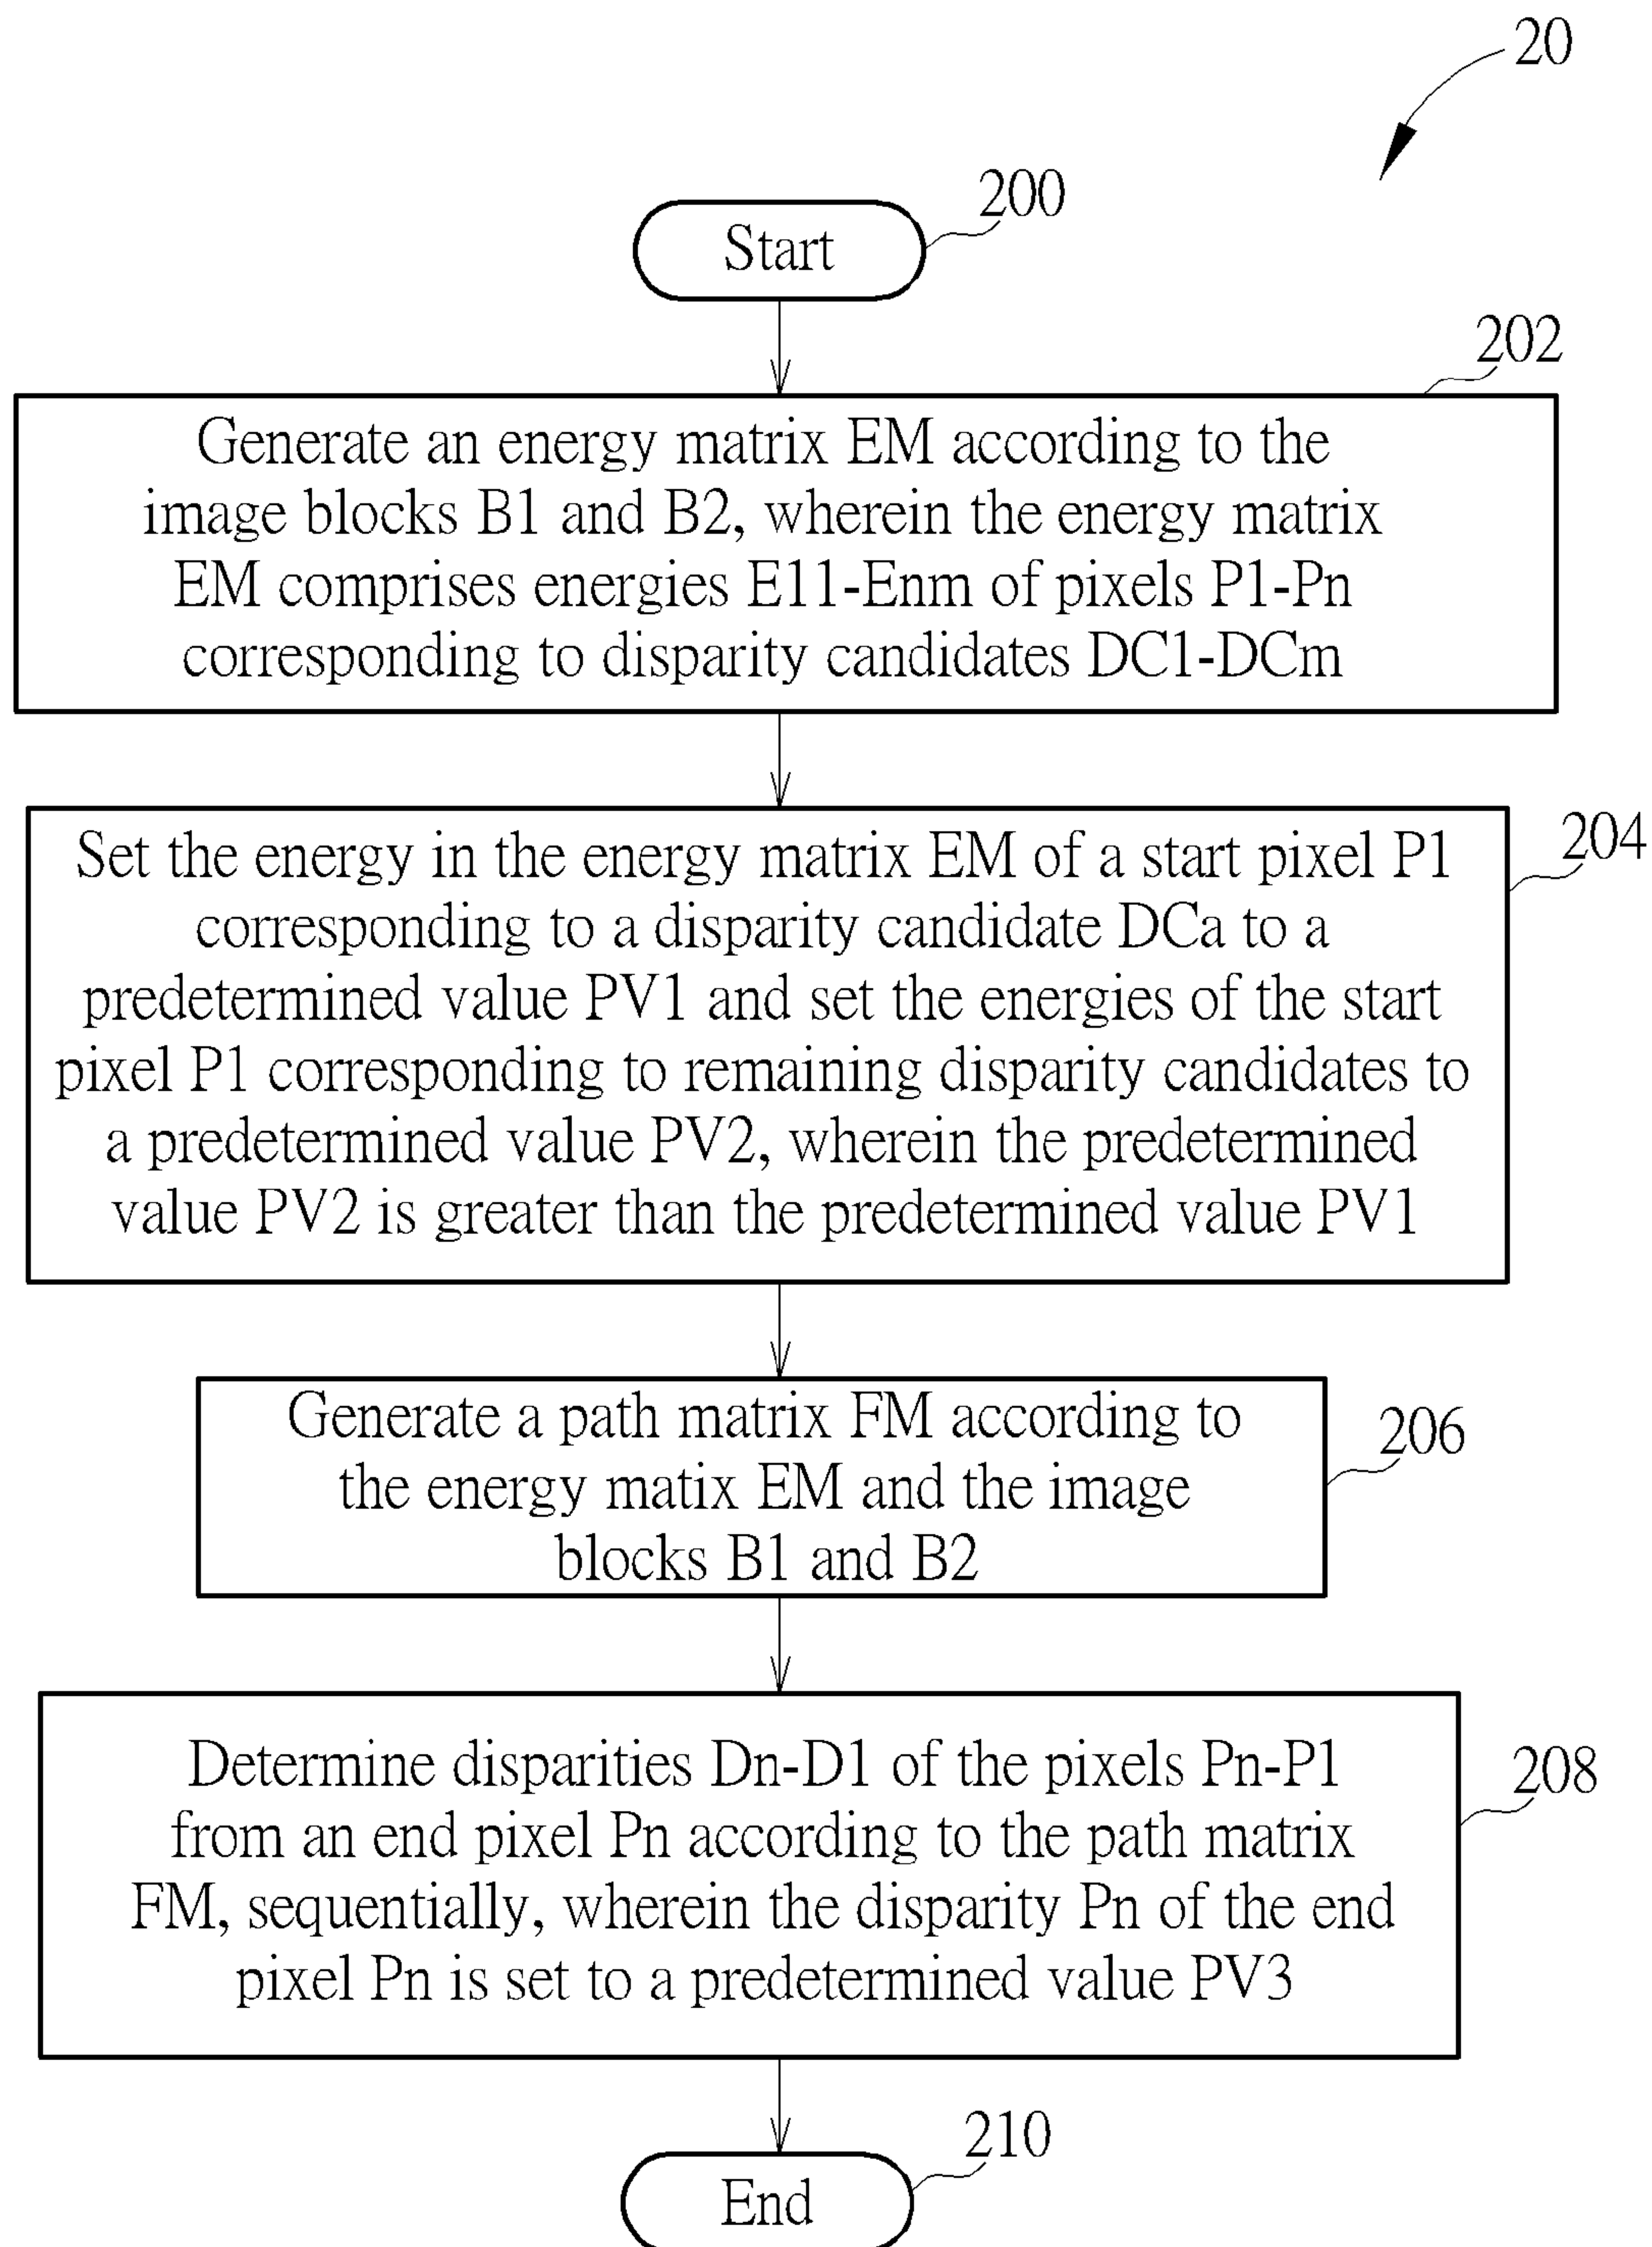 20
200
Start
202
Generate an energy matrix EM according to the
image blocks B1 and B2, wherein the energy matrix
EM comprises energies E11-Enm of pixels P1-Pn
corresponding to disparity candidates DC1-DCm
204
Set the energy in the energy matrix EM of a start pixel P1
corresponding to a disparity candidate DCa to a
predetermined value PV1 and set the energies of the start
pixel P1 corresponding to remaining disparity candidates to
a predetermined value PV2, wherein the predetermined
value PV2 is greater than the predetermined value PV1
206
Generate a path matrix FM according to
the energy matix EM and the image
blocks B1 and B2
208
Determine disparities Dn-D1 of the pixels Pn-P1
from an end pixel Pn according to the path matrix
FM, sequentially, wherein the disparity Pn of the end
pixel Pn is set to a predetermined value PV3
210
End